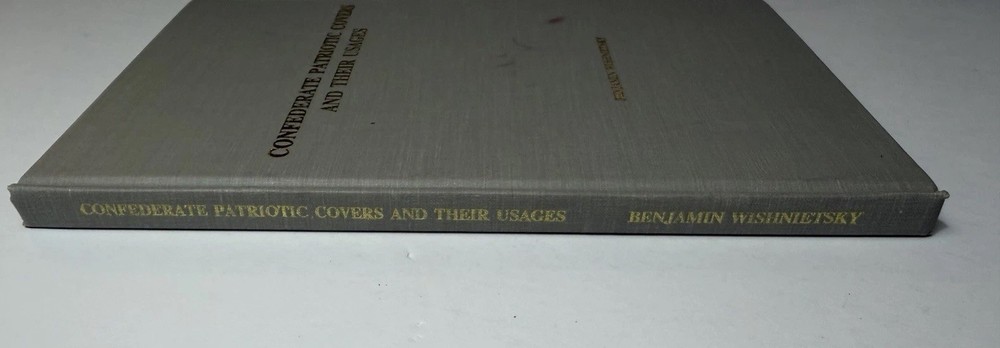 CONFEDERATE PATRIOTIC COVERS
AND THEIR USAGES
BENJAMIN WISHNIETSKY
CONFEDERATE PATRIOTIC COVERS AND THEIR USAGES BENJAMIN WISHNIETSKY